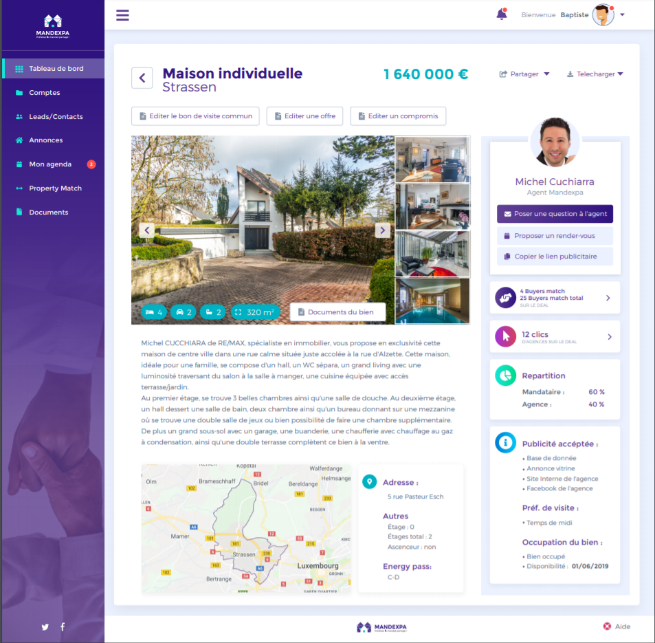 MANDEXPA
Bienvenue Baptiste
Tableau de bord
Comptes
Leads/Contacts
Annonces
Mon agenda
Property Match
Documents
Maison individuelle
Strassen
1 640 000 €
Partager
Telecharger
Editer le bon de visite commun
Editer une offre
Editer un compromis
4
2
2
320 m²
Documents du bien
Michel Cuchiarra
Agent Mandexpa
Poser une question à l'agent
Proposer un render-vous
Copier le lien publicitaire
4 Buyers match
25 Buyers match total
SUR LE DEAL
12 clics
Repartition
Mandataire : 60 %
Agence : 40 %
Publicité accéptée :
• Base de donnée
• Annonce vitrine
• Site Interne de l'agence
• Facebook de l'agence
Préf. de visite :
• Temps de midi
Occupation du bien :
• Bien occupé
• Disponibilité : 01/06/2019
Michel CUCCHIARA de RE/MAX, spécialiste en immobilier, vous propose en exclusivité cette
maison de centre ville dans une rue calme située juste accolée à la rue d'Alzette. Cette maison,
idéale pour une famille, se compose d'un hall, un WC sépara, un grand living avec une
luminosité traversant du salon à la salle à manger, une cuisine équipée avec accès
terrasse/jardin.
Au premier étage, se trouve 3 belles chambres ainsi qu'une salle de douche. Au deuxième étage,
un hall dessert une salle de bain, deux chambre ainsi qu'un bureau donnant sur une mezzanine
où se trouve une double salle de jeux ou bien possibilité de faire une chambre supplémentaire.
De plus un grand sous-sol avec un garage, une buanderie, une chaufferie avec chauffage au gaz
à condensation, ainsi qu'une double terrasse complètent ce bien à la vente.
Kopstal
Walferdange
Helmsange
Brameschhaff
Bridel
Bereldange
Mamer
Strassen
Luxembourg
Bertrange
Adresse :
5 rue Pasteur Esch
Autres
Étage : 0
Étages total : 2
Ascenceur : non
Energy pass:
C-D
MANDEXPA
Aide